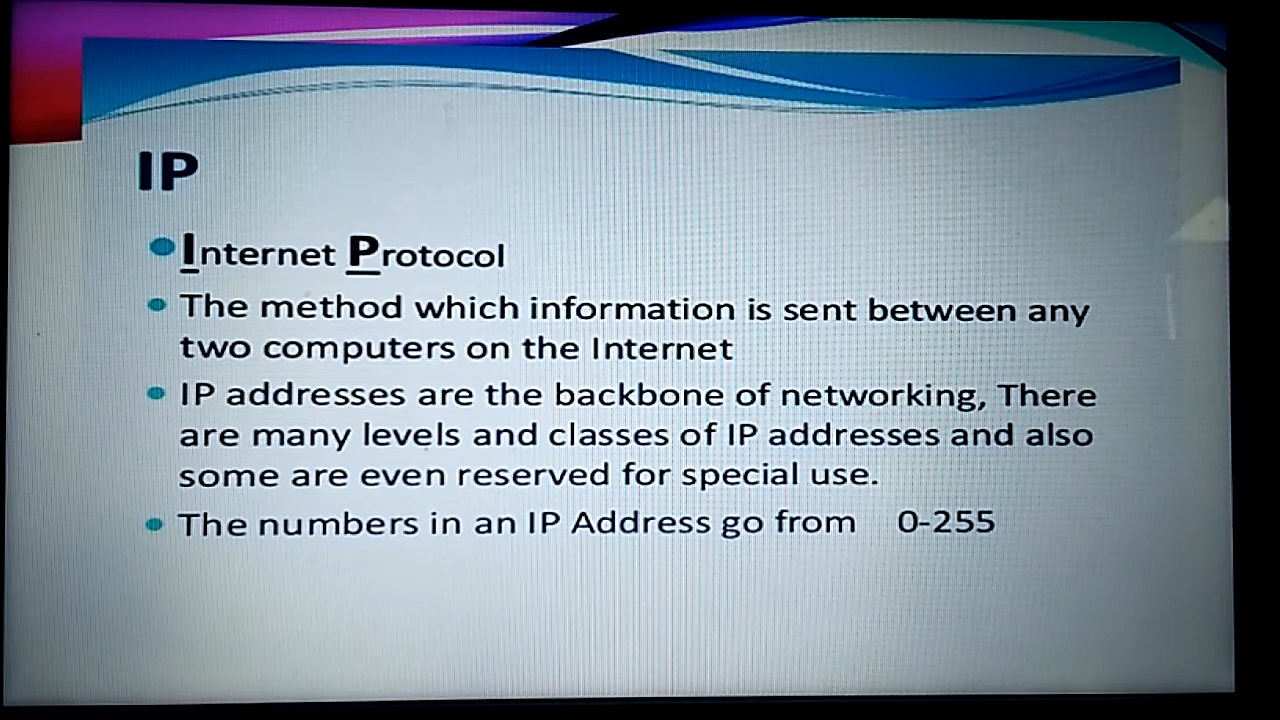 IP
Internet Protocol
The method which information is sent between any
two computers on the Internet
IP addresses are the backbone of networking, There
are many levels and classes of IP addresses and also
some are even reserved for special use.
The numbers in an IP Address go from 0-255